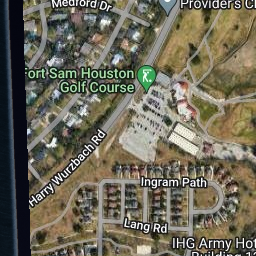 Medford Dr
Provider's C
Fort Sam Houston
Golf Course
Harry Wurzbach Rd
Ingram Path
Lang Rd
IHG Army Hot
Building 1